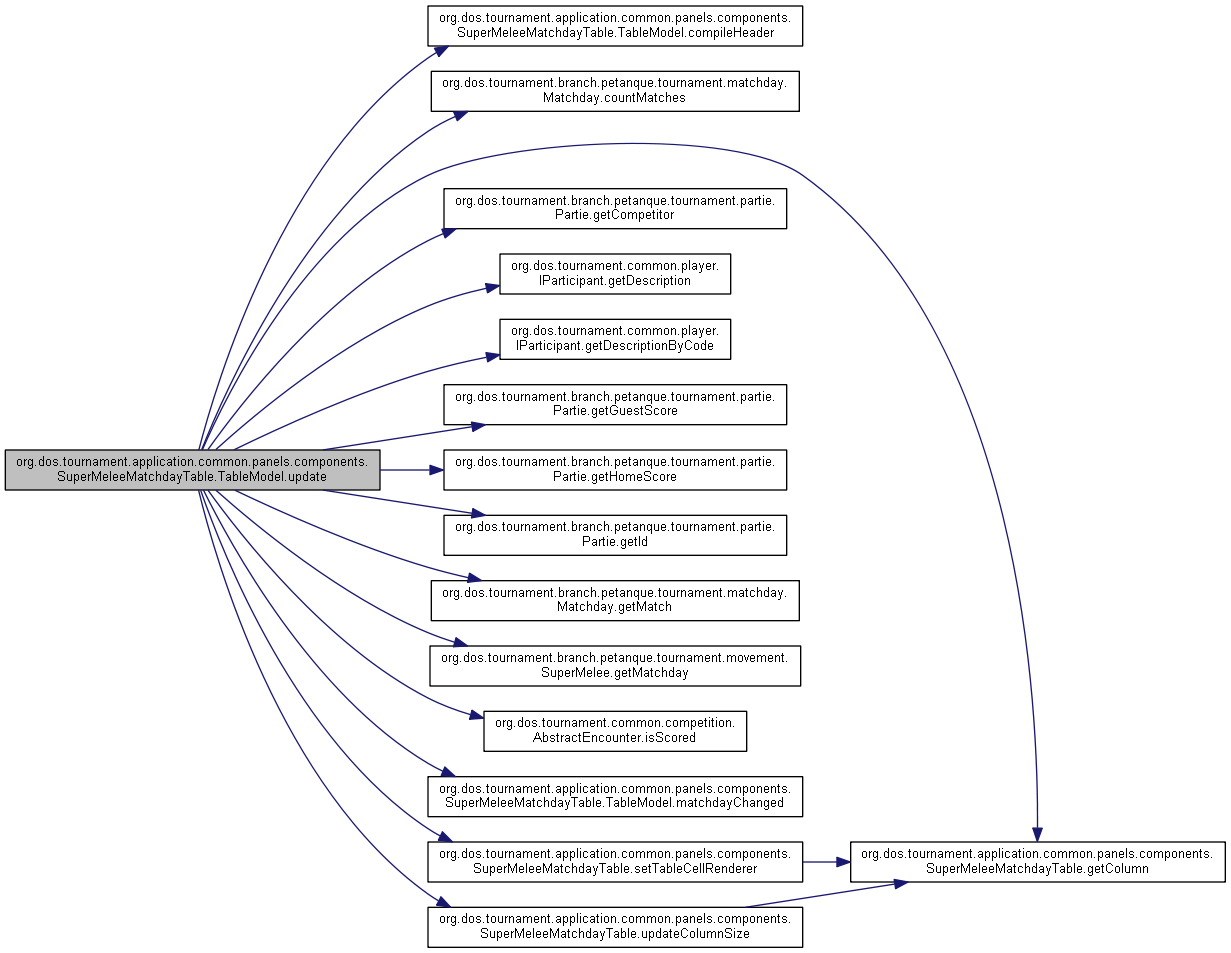 org.dos.tournament.application.common.panels.components.
SuperMeleeMatchdayTable.TableModel.compileHeader
org.dos.tournament.branch.petanque.tournament.matchday.
Matchday.countMatches
org.dos.tournament.branch.petanque.tournament.partie.
Partie.getCompetitor
org.dos.tournament.common.player.
IParticipant.getDescription
org.dos.tournament.common.player.
IParticipant.getDescriptionByCode
org.dos.tournament.branch.petanque.tournament.partie.
Partie.getGuestScore
org.dos.tournament.application.common.panels.components.
SuperMeleeMatchdayTable.TableModel.update
org.dos.tournament.branch.petanque.tournament.partie.
Partie.getHomeScore
org.dos.tournament.branch.petanque.tournament.partie.
Partie.getId
org.dos.tournament.branch.petanque.tournament.matchday.
Matchday.getMatch
org.dos.tournament.branch.petanque.tournament.movement.
SuperMelee.getMatchday
org.dos.tournament.common.competition.
AbstractEncounter.isScored
org.dos.tournament.application.common.panels.components.
SuperMeleeMatchdayTable.TableModel.matchdayChanged
org.dos.tournament.application.common.panels.components.
SuperMeleeMatchdayTable.setTableCellRenderer
org.dos.tournament.application.common.panels.components.
SuperMeleeMatchdayTable.getColumn
org.dos.tournament.application.common.panels.components.
SuperMeleeMatchdayTable.updateColumnSize